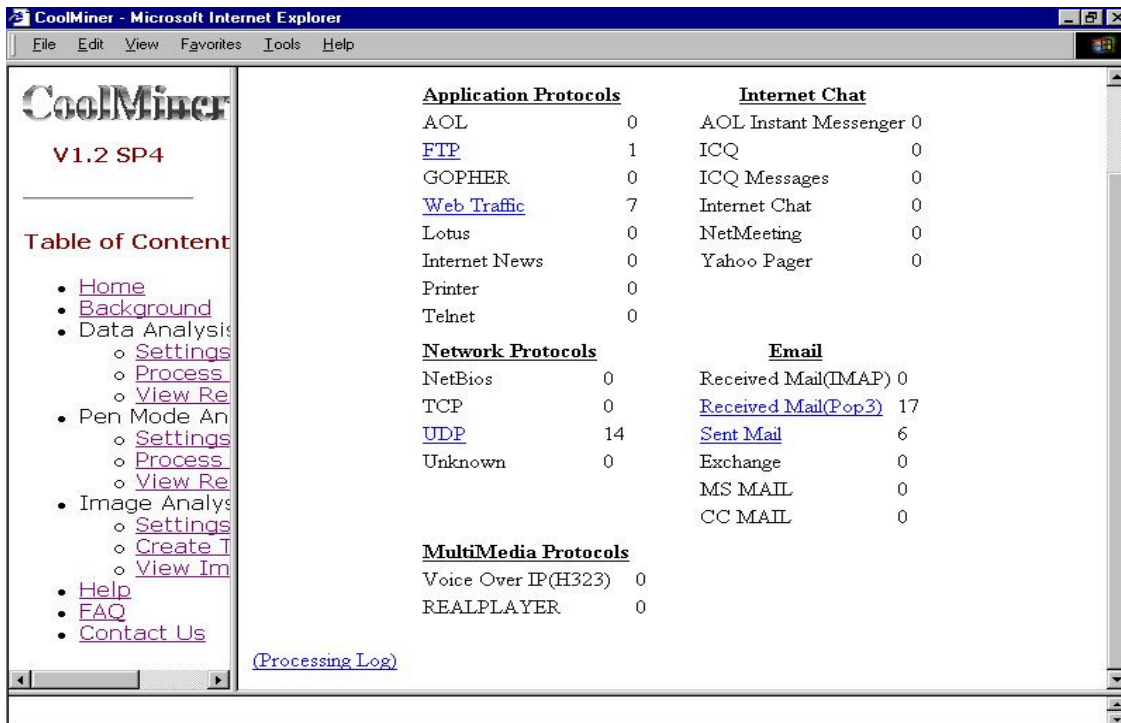 CoolMiner - Microsoft Internet Explorer
File Edit View Favorites Tools Help
CoolMiner
V1.2 SP4
Table of Content
Home
Background
Data Analysis
Settings
Process
View Re
Pen Mode An
Settings
Process
View Re
Image Analys
Settings
Create T
View Im
Help
FAQ
Contact Us
Application Protocols
AOL 0
FTP 1
GOPHER 0
Web Traffic 7
Lotus 0
Internet News 0
Printer 0
Telnet 0
Internet Chat
AOL Instant Messenger 0
ICQ 0
ICQ Messages 0
Internet Chat 0
NetMeeting 0
Yahoo Pager 0
Network Protocols
NetBios 0
TCP 0
UDP 14
Unknown 0
Email
Received Mail(IMAP) 0
Received Mail(Pop3) 17
Sent Mail 6
Exchange 0
MS MAIL 0
CC MAIL 0
MultiMedia Protocols
Voice Over IP(H323) 0
REALPLAYER 0
(Processing Log)